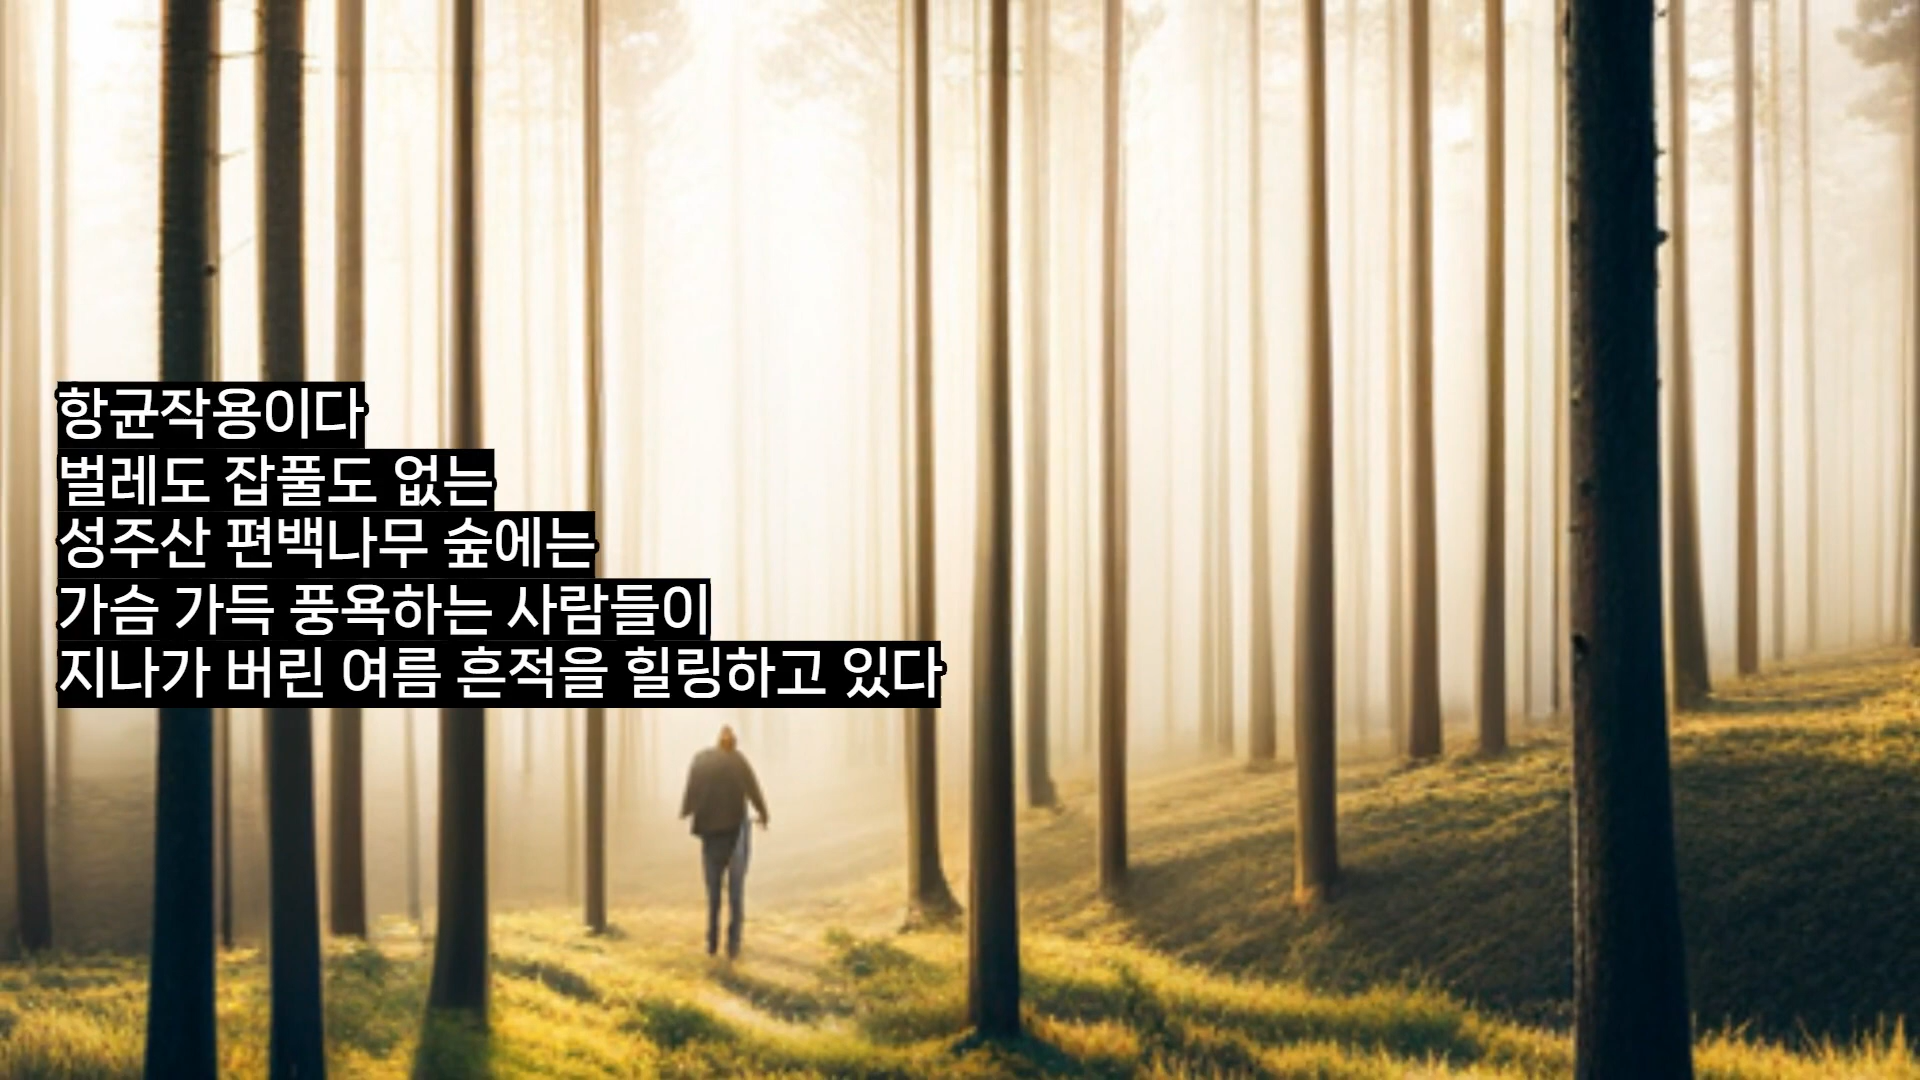 항균작용이다
벌레도 잡풀도 없는
성주산 편백나무 숲에는
가슴 가득 풍욕하는 사람들이
지나가 버린 여름 흔적을 힐링하고 있다